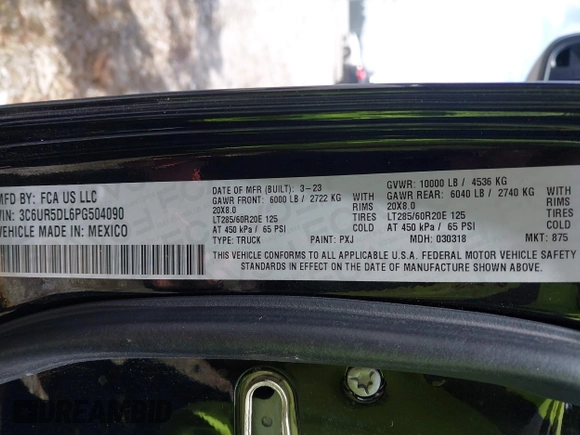 MFD BY: FCA US LLC
VIN: 3C6UR5DL6PG504090
VEHICLE MADE IN: MEXICO
DATE OF MFR (BUILT): 3-23
GAWR FRONT: 6000 LB / 2722 KG WITH
20X8.0 RIMS
LT285/60R20E 125 TIRES
AT 450 kPa / 65 PSI COLD
TYPE: TRUCK PAINT: PXJ
GVWR: 10000 LB / 4536 KG
GAWR REAR: 6040 LB / 2740 KG WITH
20X8.0 RIMS
LT285/60R20E 125 TIRES
AT 450 kPa / 65 PSI COLD
MDH: 030318 MKT: 875
THIS VEHICLE CONFORMS TO ALL APPLICABLE U.S.A. FEDERAL MOTOR VEHICLE SAFETY
STANDARDS IN EFFECT ON THE DATE OF MANUFACTURE SHOWN ABOVE.
DREAMBID